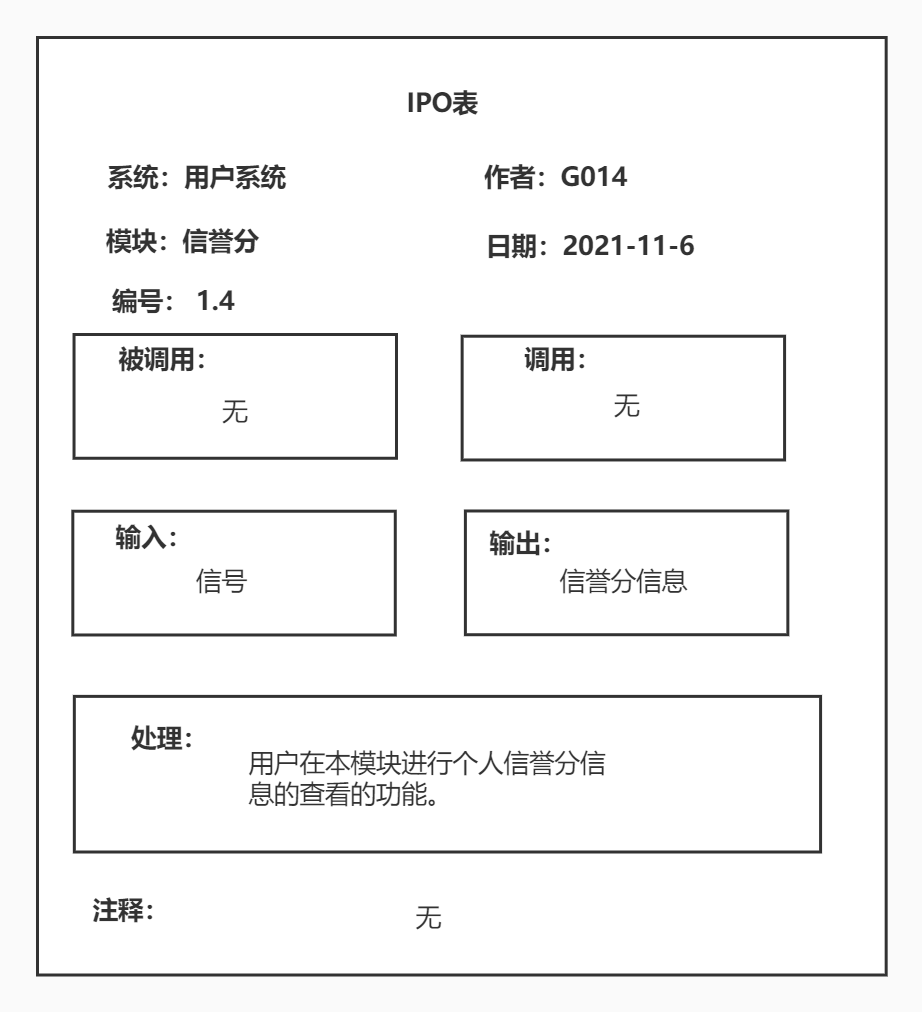 IPO表
系统：用户系统
作者：G014
模块：信誉分
日期：2021-11-6
编号： 1.4
被调用：
无
调用：
无
输入：
信号
输出：
信誉分信息
处理：
用户在本模块进行个人信誉分信
息的查看的功能。
注释：
无